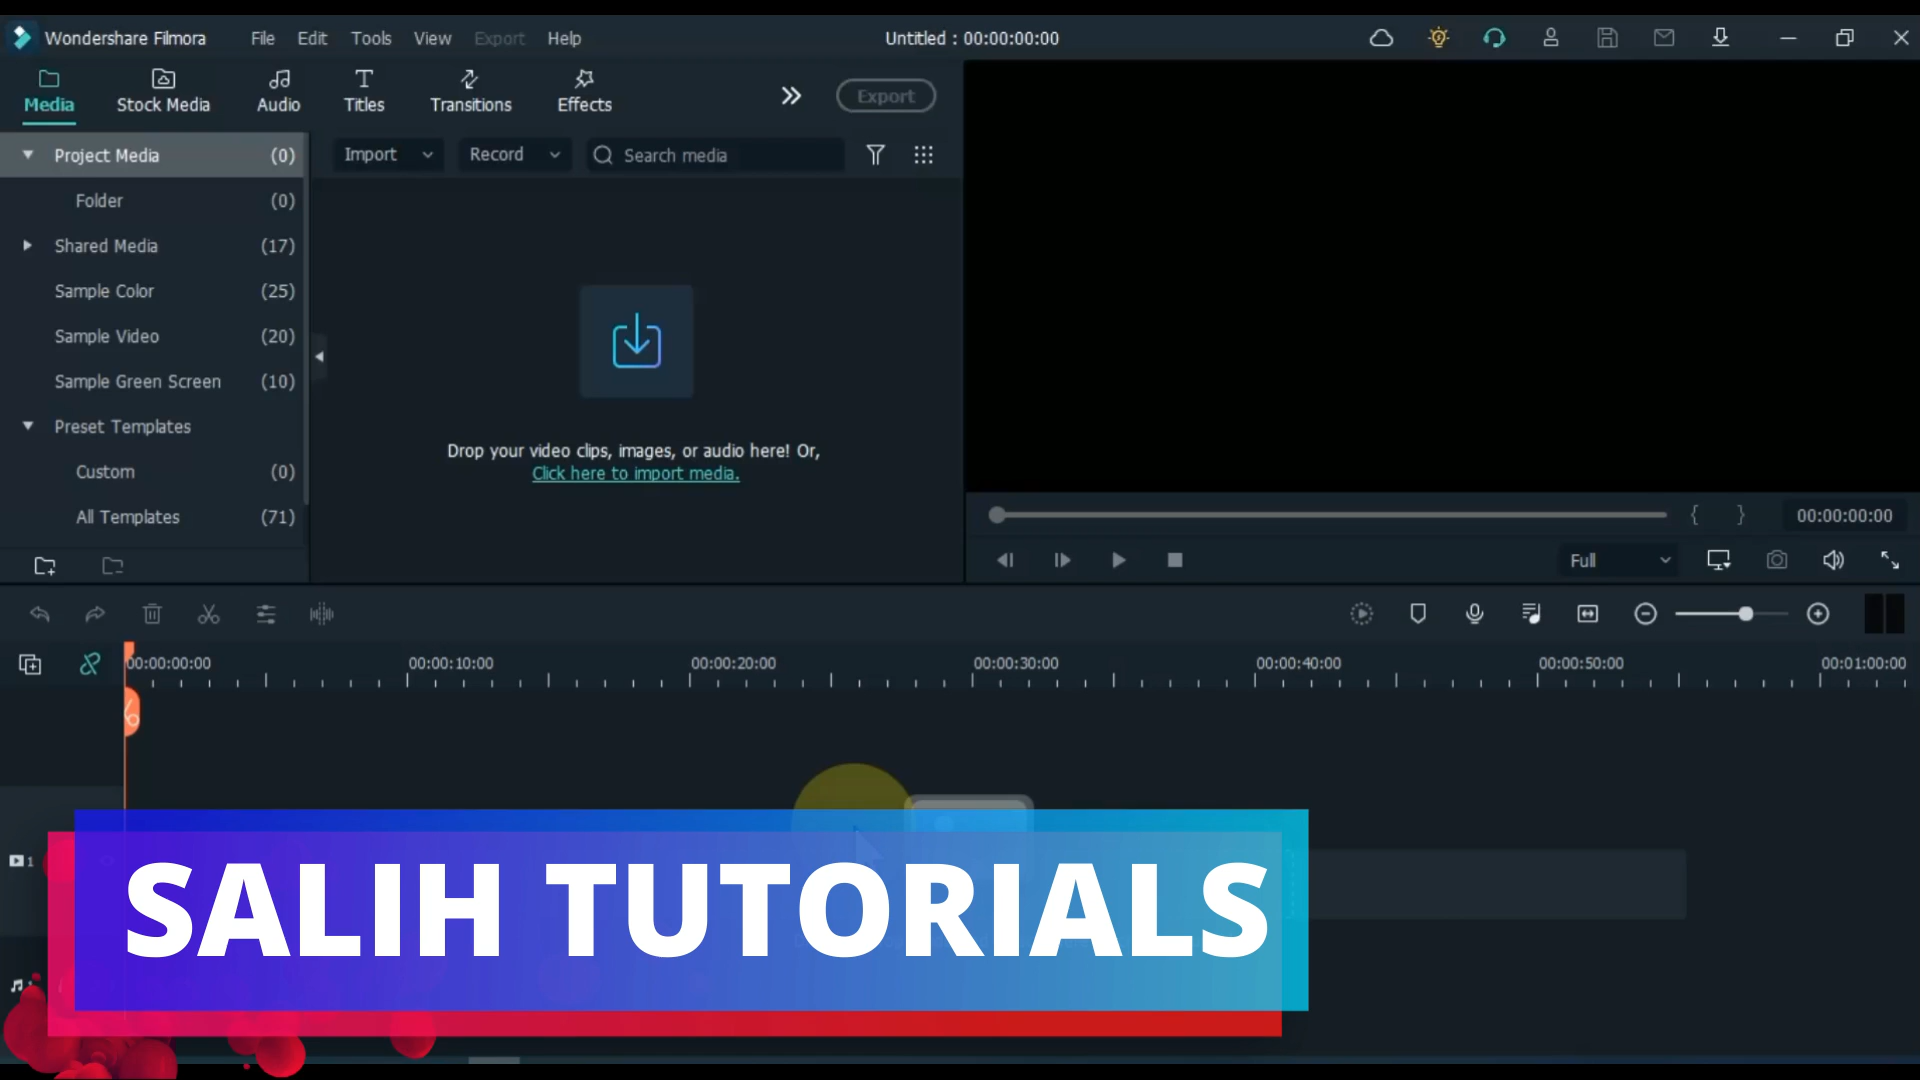 Wondershare Filmora File Edit Tools View Export Help Untitled : 00:00:00:00
Media Stock Media Audio Titles Transitions Effects Export
Project Media (0) Import Record Search media
Folder (0)
Shared Media (17)
Sample Color (25)
Sample Video (20)
Sample Green Screen (10)
Preset Templates
Custom (0)
All Templates (71)
Drop your video clips, images, or audio here! Or,
Click here to import media.
{ } 00:00:00:00
Full
00:00:00:00 00:00:10:00 00:00:20:00 00:00:30:00 00:00:40:00 00:00:50:00 00:01:00:00
1
SALIH TUTORIALS